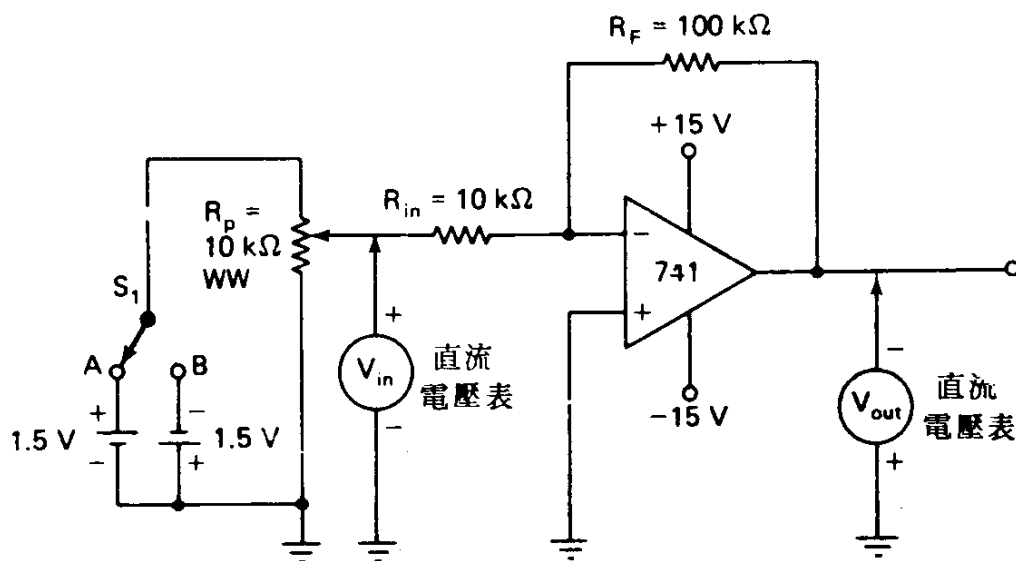 R_F = 100 kΩ
+15 V
R_in = 10 kΩ
R_p =
10 kΩ
WW
−
741
+
S₁
A
B
+
V_in
直流
電壓表
−
−15 V
−
V_out
直流
電壓表
+
+
1.5 V
−
−
1.5 V
+